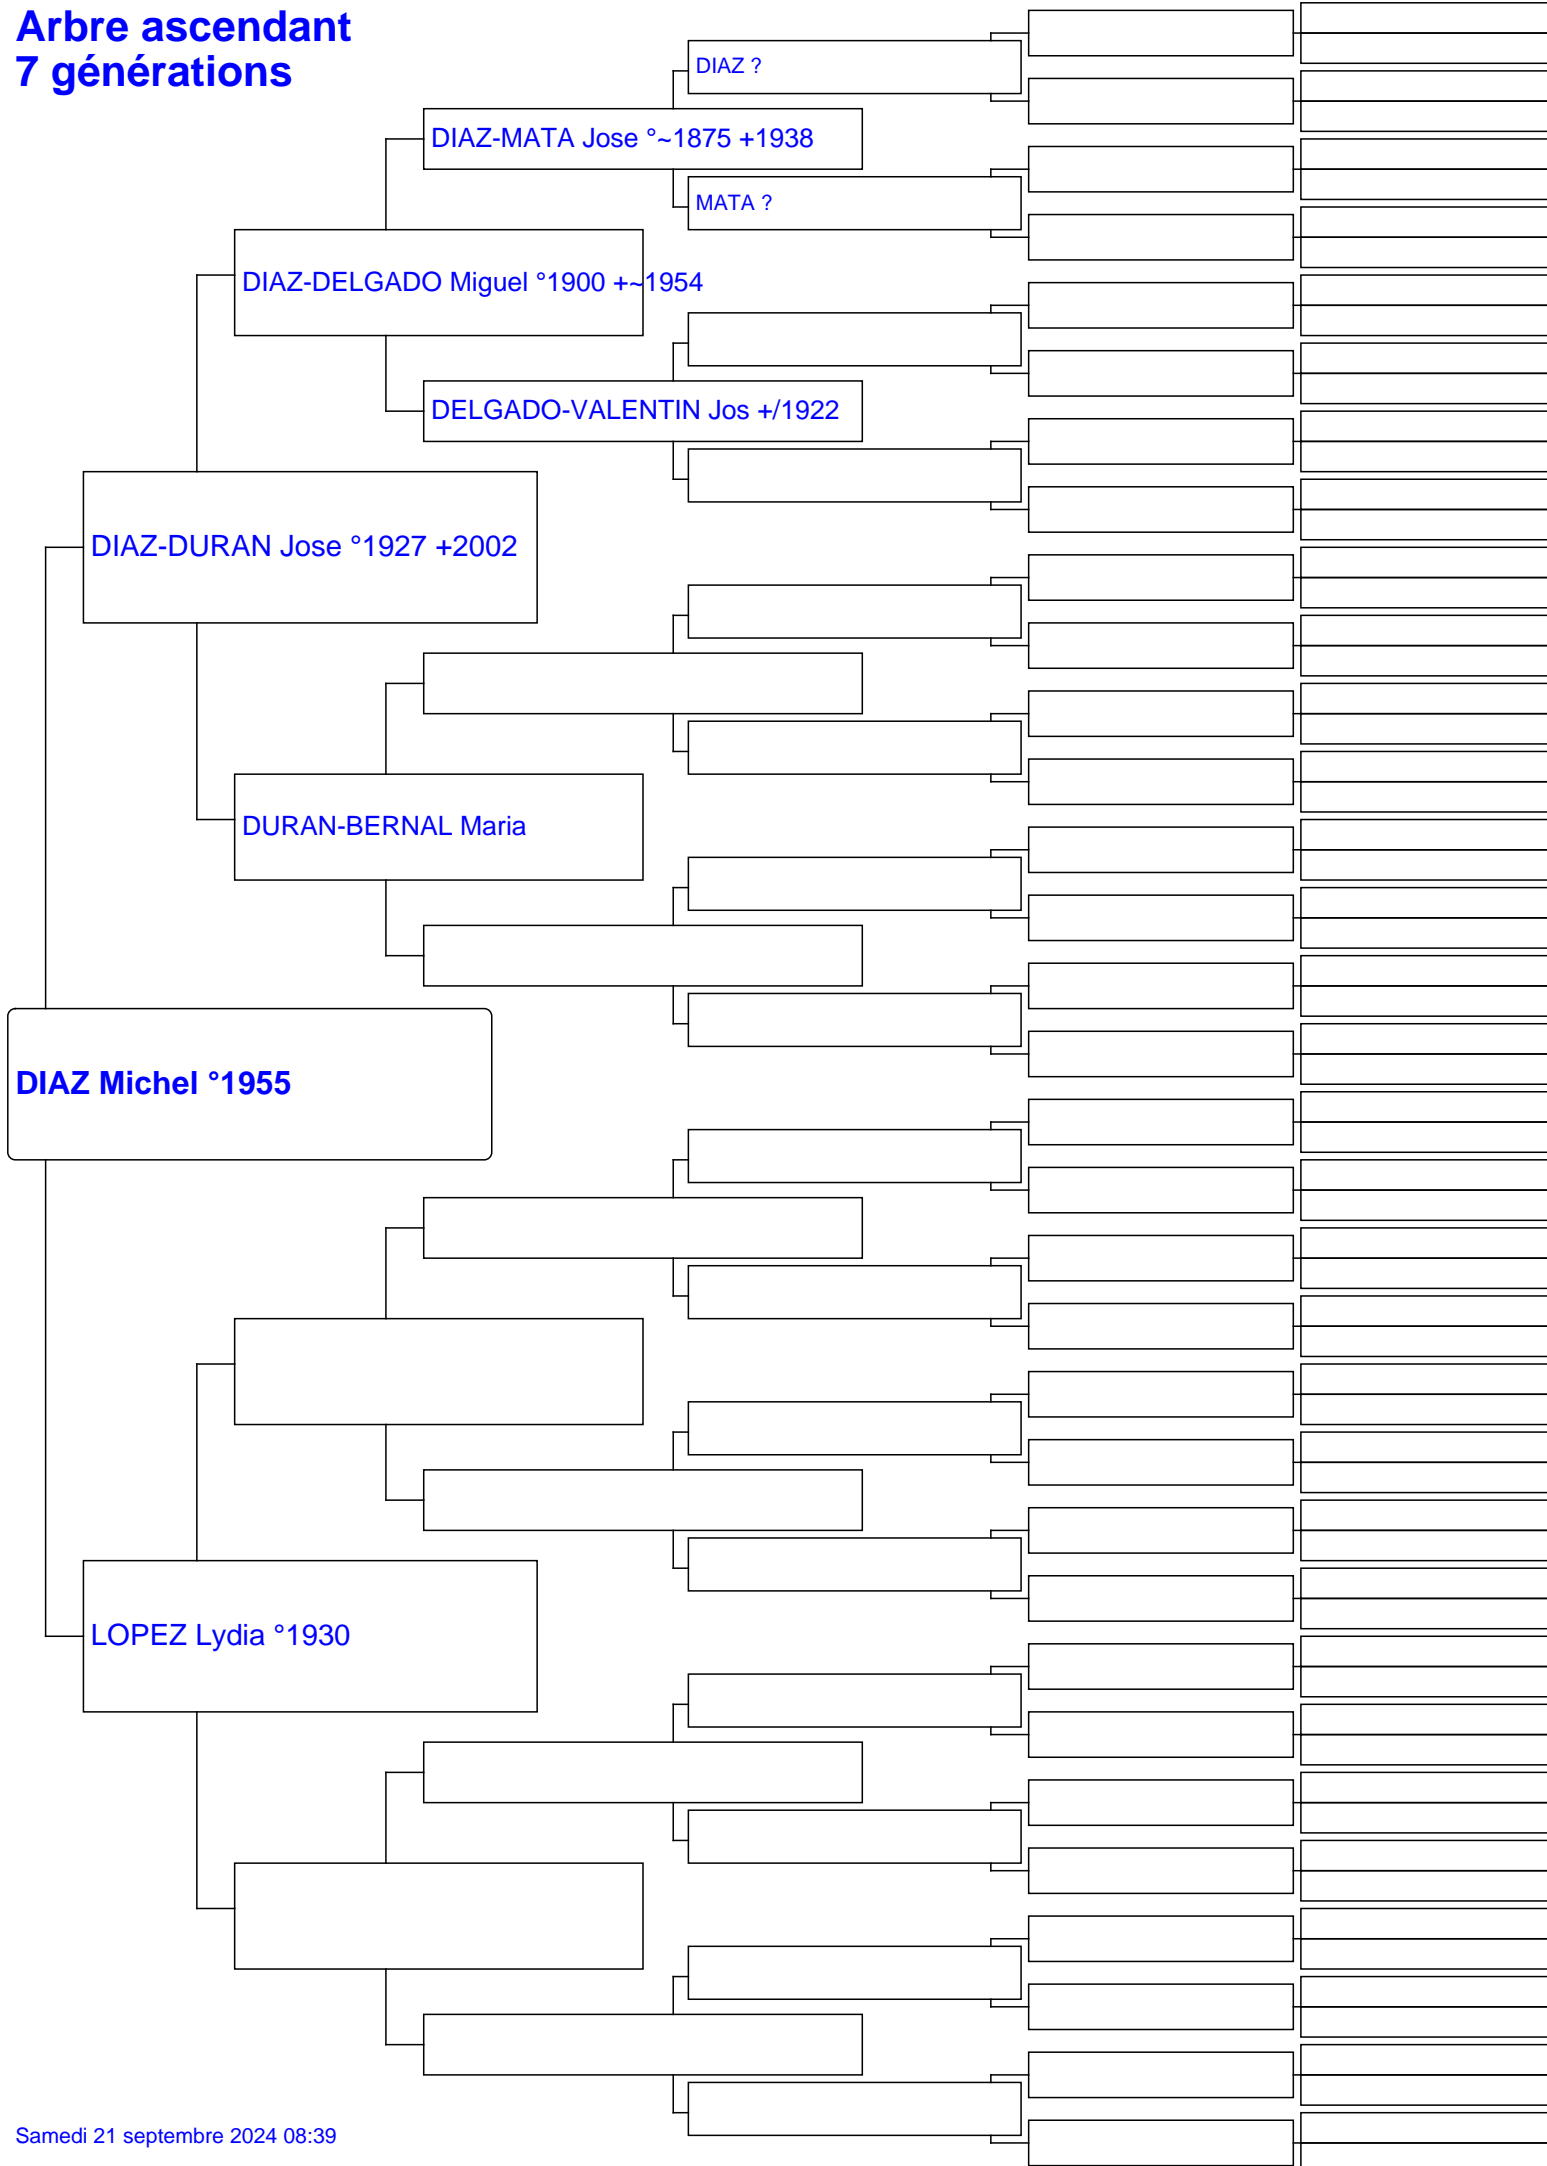 Arbre ascendant
7 générations
DIAZ ?
DIAZ-MATA Jose °~1875 +1938
MATA ?
DIAZ-DELGADO Miguel °1900 +~1954
DELGADO-VALENTIN Jos +/1922
DIAZ-DURAN Jose °1927 +2002
DURAN-BERNAL Maria
DIAZ Michel °1955
LOPEZ Lydia °1930
Samedi 21 septembre 2024 08:39